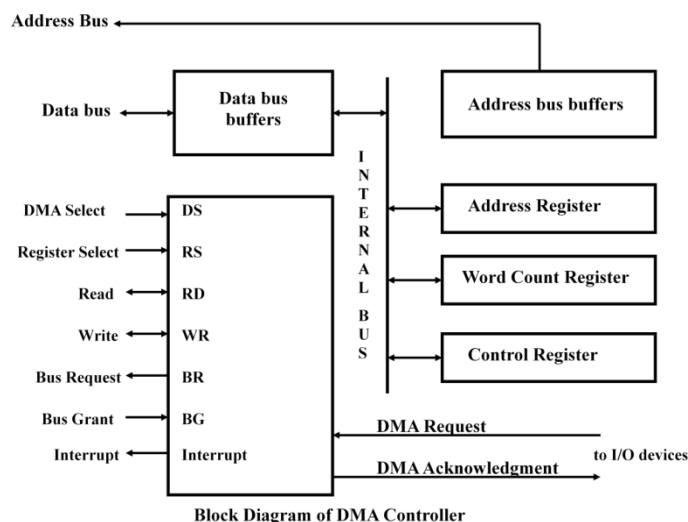 Address Bus
Data bus
Data bus
buffers
Address bus buffers
INTERNAL BUS
DMA Select
DS
Address Register
Register Select
RS
Read
RD
Word Count Register
Write
WR
Control Register
Bus Request
BR
Bus Grant
BG
DMA Request
Interrupt
Interrupt
to I/O devices
DMA Acknowledgment
Block Diagram of DMA Controller